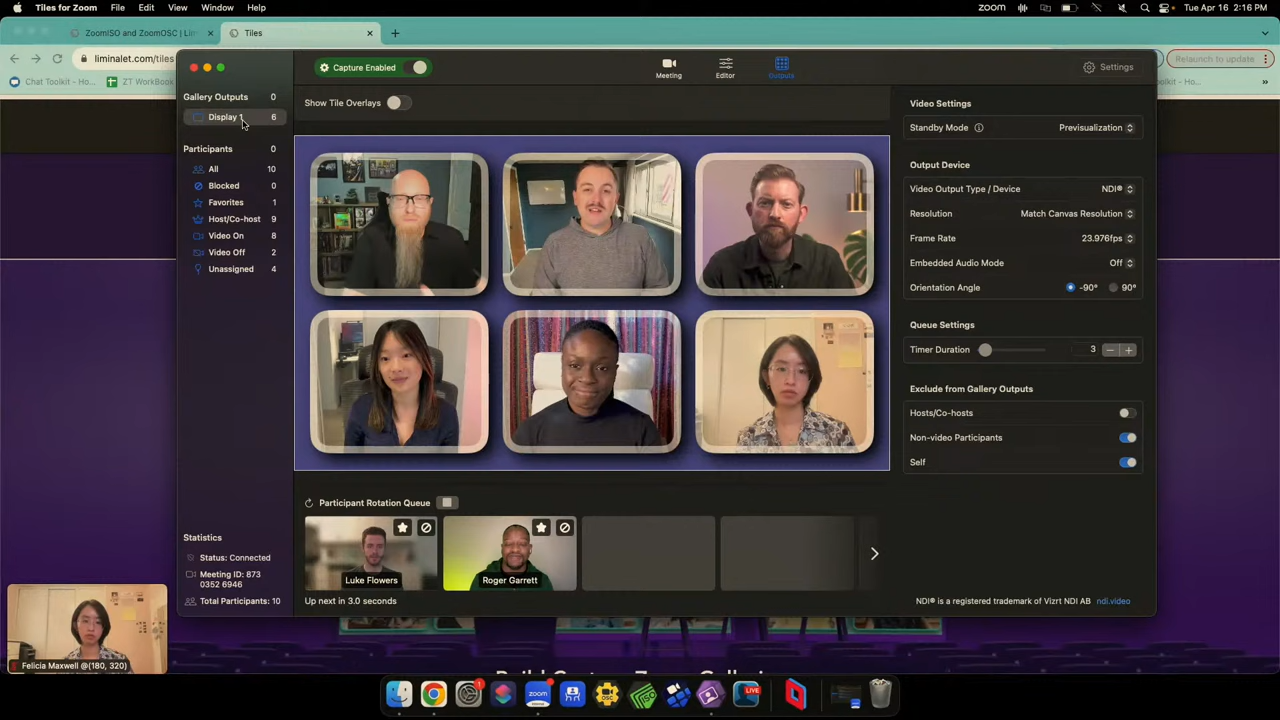 Tiles for Zoom File Edit View Window Help
zoom Tue Apr 16 2:16 PM
ZoomISO and ZoomOSC | Lim
Tiles
liminalet.com/tiles
Relaunch to update
Chat Toolkit - Ho...
ZT WorkBook
olkit - Ho...
Capture Enabled
Meeting
Editor
Outputs
Settings
Gallery Outputs 0
Display 1 6
Participants 0
All 10
Blocked 0
Favorites 1
Host/Co-host 9
Video On 8
Video Off 2
Unassigned 4
Show Tile Overlays
Video Settings
Standby Mode Previsualization
Output Device
Video Output Type / Device NDI®
Resolution Match Canvas Resolution
Frame Rate 23.976fps
Embedded Audio Mode Off
Orientation Angle -90° 90°
Queue Settings
Timer Duration 3
Exclude from Gallery Outputs
Hosts/Co-hosts
Non-video Participants
Self
Participant Rotation Queue
Luke Flowers
Roger Garrett
Up next in 3.0 seconds
NDI® is a registered trademark of Vizrt NDI AB ndi.video
Statistics
Status: Connected
Meeting ID: 873
0352 6946
Total Participants: 10
Felicia Maxwell @(180, 320)
zoom
OSC
LIVE